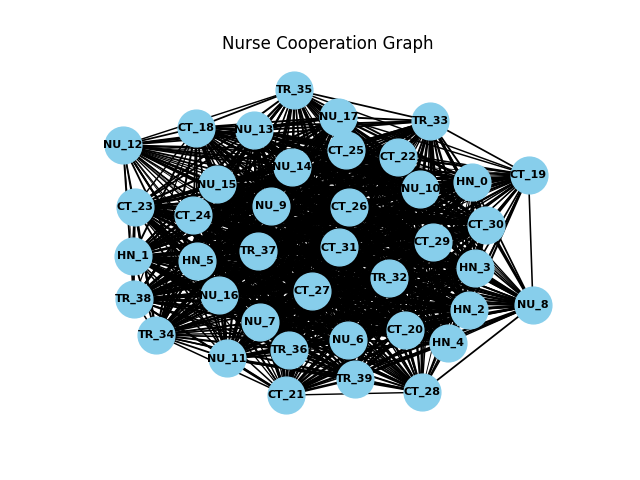 Nurse Cooperation Graph
TR_35
NU_17
TR_33
CT_18
NU_13
NU_12
CT_25
CT_22
NU_14
CT_19
HN_0
NU_15
NU_10
NU_9
CT_26
CT_23
CT_24
CT_30
CT_29
CT_31
TR_37
HN_1
HN_5
HN_3
TR_32
CT_27
NU_16
TR_38
NU_8
HN_2
NU_7
CT_20
TR_34
NU_6
HN_4
TR_36
NU_11
TR_39
CT_28
CT_21